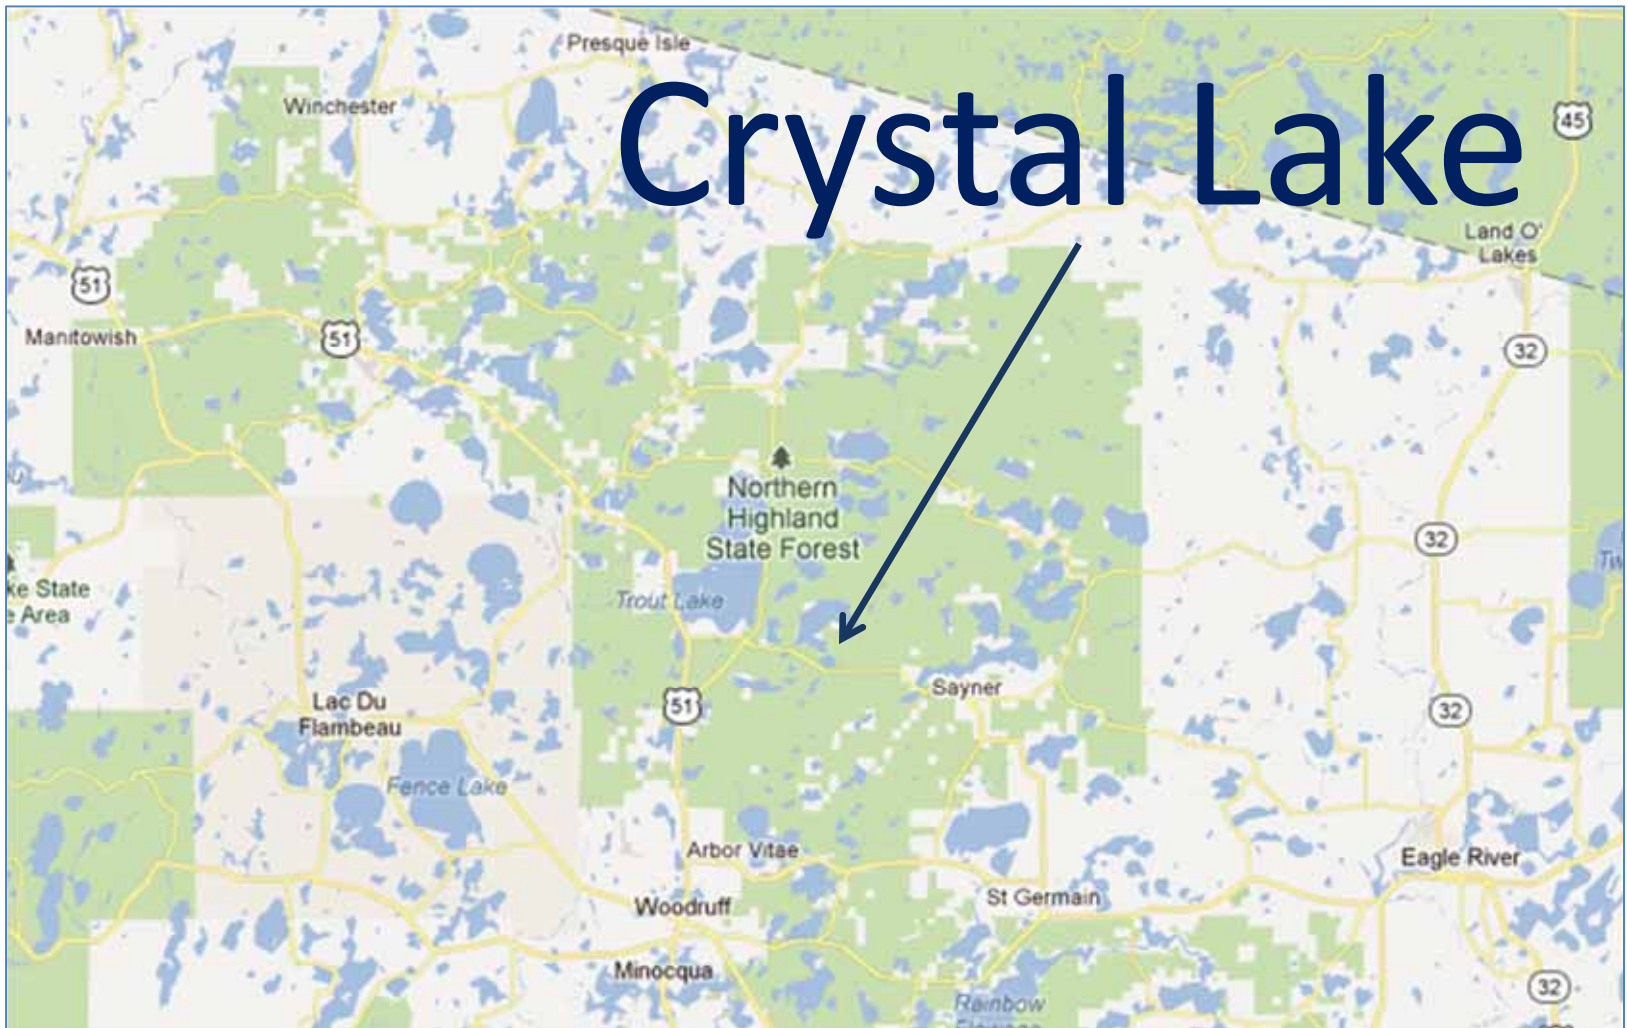 Presque Isle
Winchester
Crystal Lake
45
Land O'
Lakes
51
Manitowish
51
32
Northern
Highland
State Forest
32
ke State
Area
Trout Lake
Lac Du
Flambeau
51
Sayner
32
Fence Lake
Arbor Vitae
Eagle River
Woodruff
St Germain
Minocqua
32
Rainbow